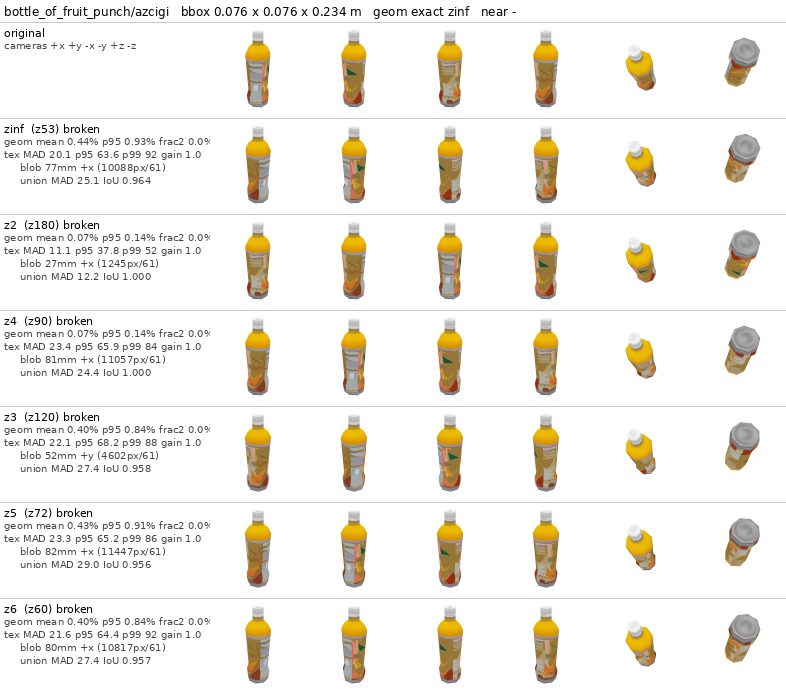 bottle_of_fruit_punch/azcigi bbox 0.076 x 0.076 x 0.234 m geom exact zinf near -
original
cameras +x +y -x -y +z -z
zinf (z53) broken
geom mean 0.44% p95 0.93% frac2 0.0%
tex MAD 20.1 p95 63.6 p99 92 gain 1.0
blob 77mm +x (10088px/61)
union MAD 25.1 IoU 0.964
z2 (z180) broken
geom mean 0.07% p95 0.14% frac2 0.0%
tex MAD 11.1 p95 37.8 p99 52 gain 1.0
blob 27mm +x (1245px/61)
union MAD 12.2 IoU 1.000
z4 (z90) broken
geom mean 0.07% p95 0.14% frac2 0.0%
tex MAD 23.4 p95 65.9 p99 84 gain 1.0
blob 81mm +x (11057px/61)
union MAD 24.4 IoU 1.000
z3 (z120) broken
geom mean 0.40% p95 0.84% frac2 0.0%
tex MAD 22.1 p95 68.2 p99 88 gain 1.0
blob 52mm +y (4602px/61)
union MAD 27.4 IoU 0.958
z5 (z72) broken
geom mean 0.43% p95 0.91% frac2 0.0%
tex MAD 23.3 p95 65.2 p99 86 gain 1.0
blob 82mm +x (11447px/61)
union MAD 29.0 IoU 0.956
z6 (z60) broken
geom mean 0.40% p95 0.84% frac2 0.0%
tex MAD 21.6 p95 64.4 p99 92 gain 1.0
blob 80mm +x (10817px/61)
union MAD 27.4 IoU 0.957